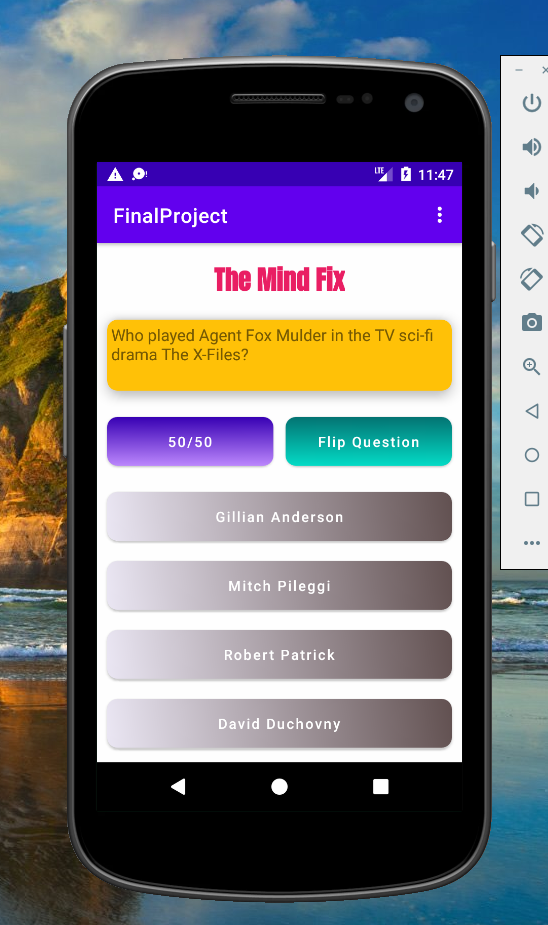 LTE 11:47
FinalProject
The Mind Fix
Who played Agent Fox Mulder in the TV sci-fi
drama The X-Files?
50/50 Flip Question
Gillian Anderson
Mitch Pileggi
Robert Patrick
David Duchovny